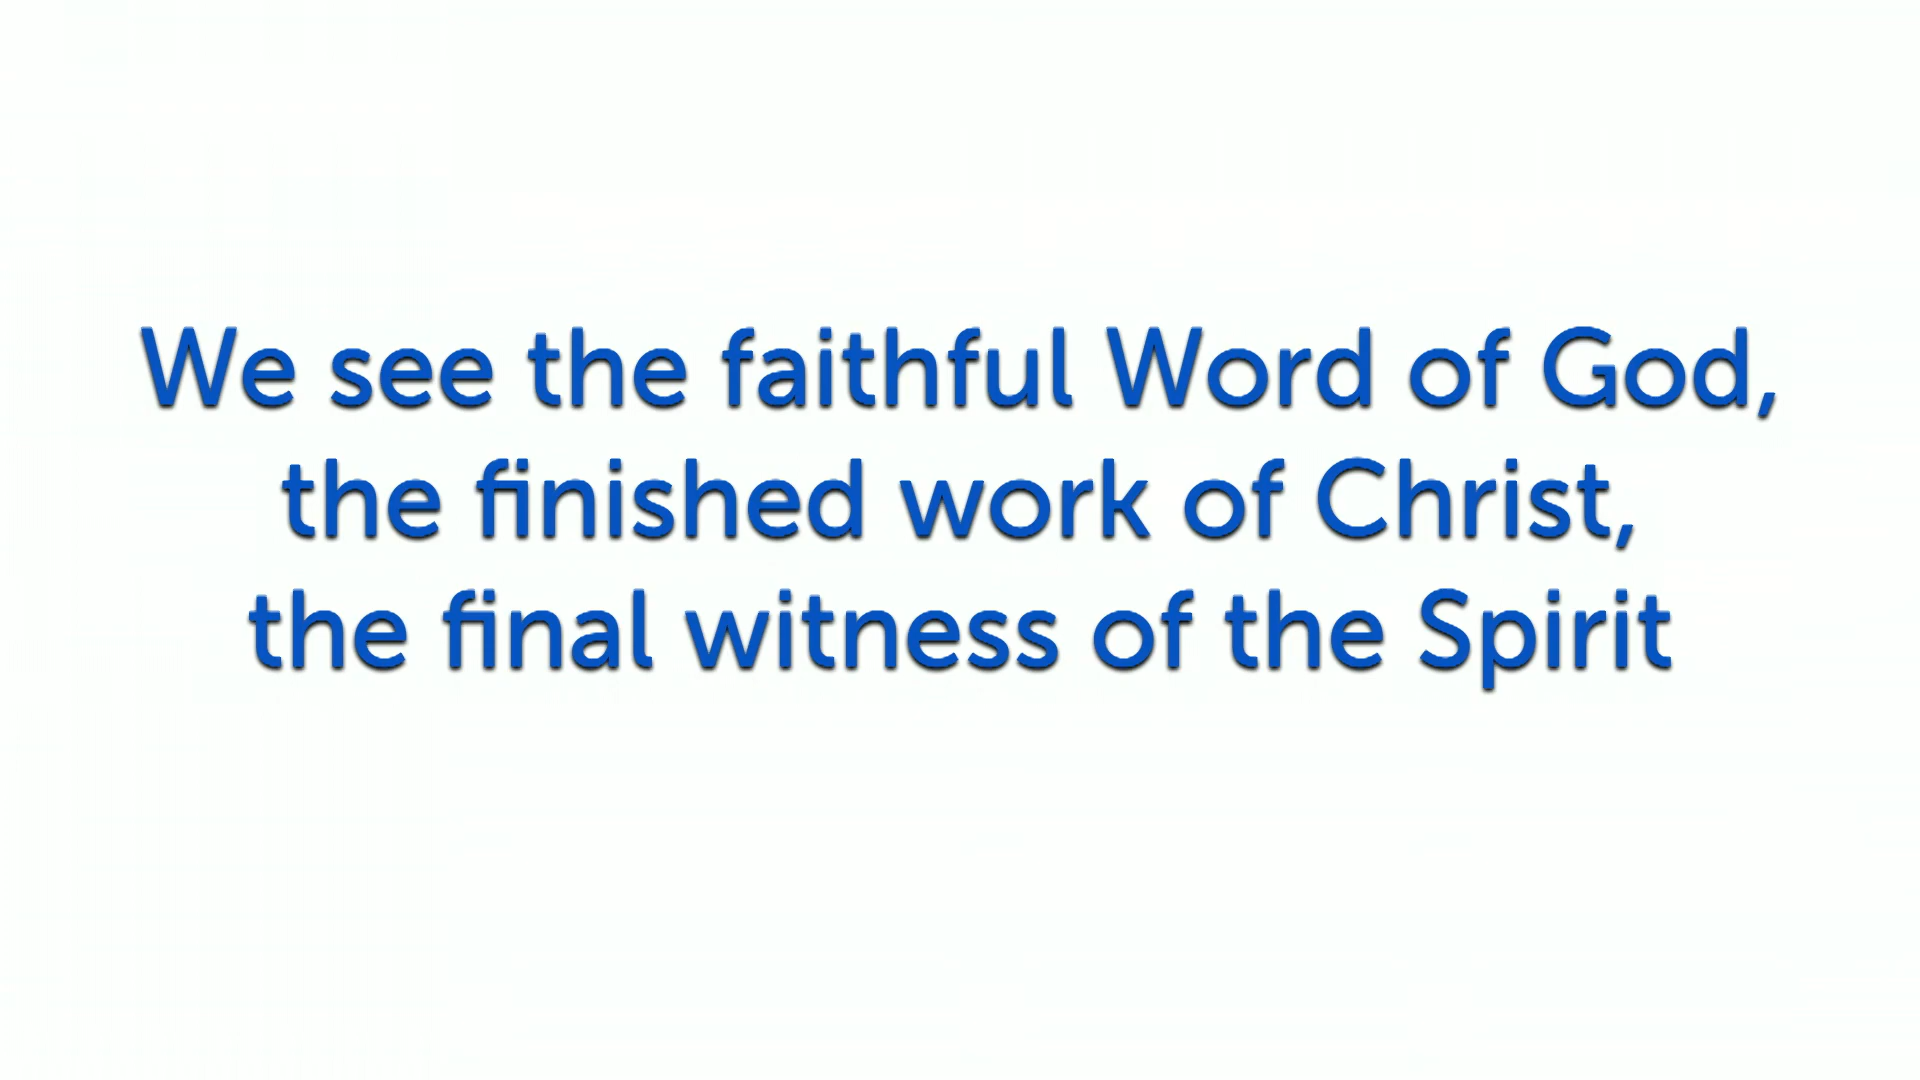 We see the faithful Word of God,
the finished work of Christ,
the final witness of the Spirit